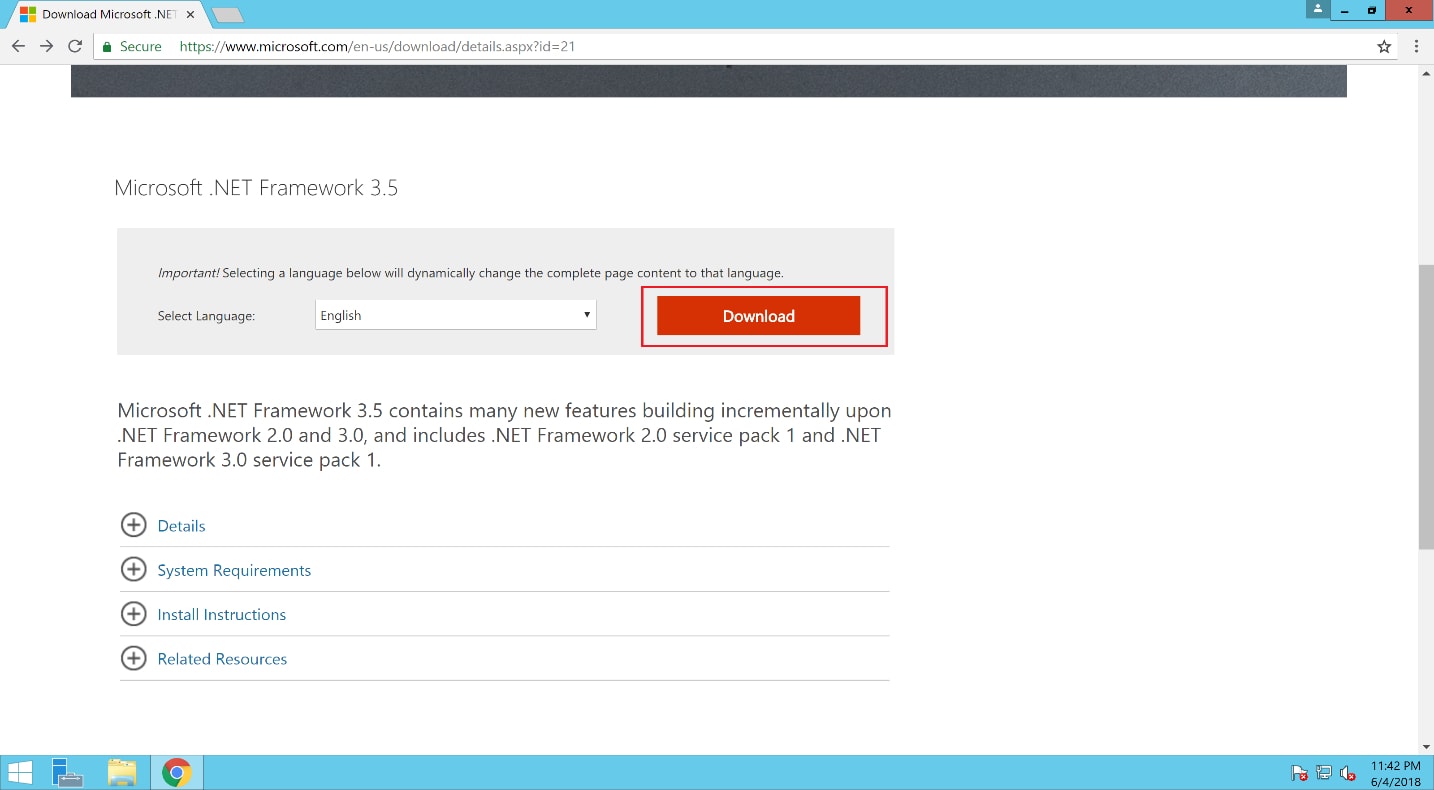 Download Microsoft .NET
Secure https://www.microsoft.com/en-us/download/details.aspx?id=21
Microsoft .NET Framework 3.5
Important! Selecting a language below will dynamically change the complete page content to that language.
Select Language: English Download
Microsoft .NET Framework 3.5 contains many new features building incrementally upon
.NET Framework 2.0 and 3.0, and includes .NET Framework 2.0 service pack 1 and .NET
Framework 3.0 service pack 1.
Details
System Requirements
Install Instructions
Related Resources
11:42 PM
6/4/2018